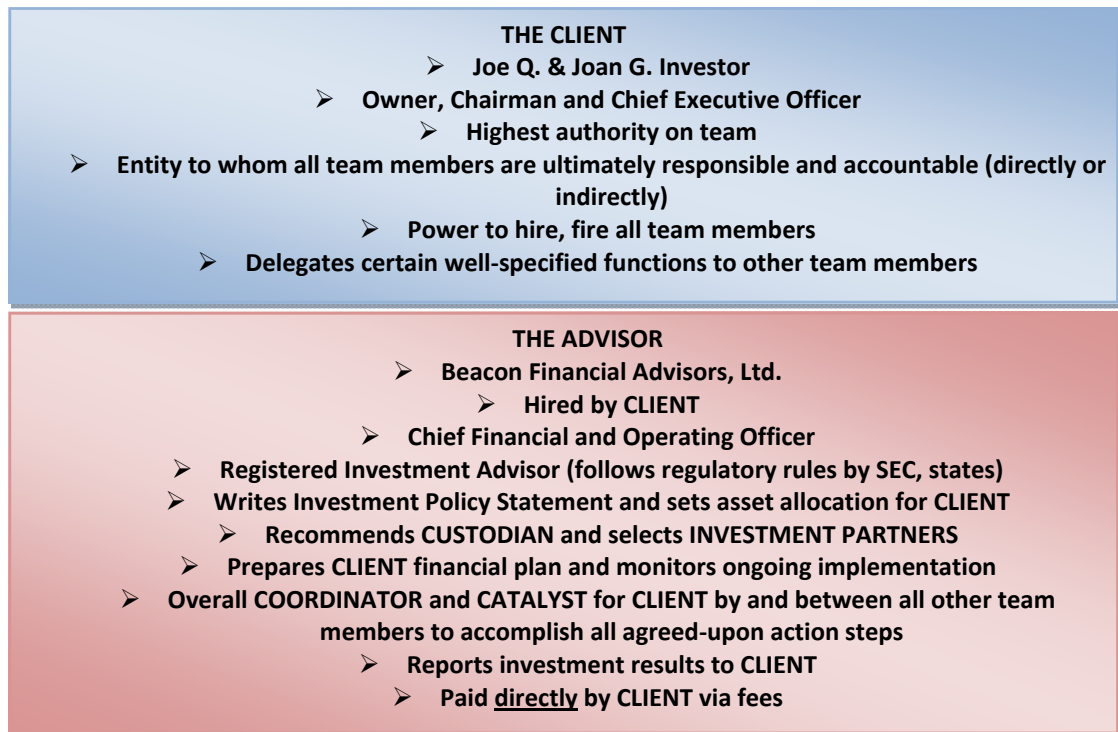 THE CLIENT
➢ Joe Q. & Joan G. Investor
➢ Owner, Chairman and Chief Executive Officer
➢ Highest authority on team
➢ Entity to whom all team members are ultimately responsible and accountable (directly or
indirectly)
➢ Power to hire, fire all team members
➢ Delegates certain well-specified functions to other team members
THE ADVISOR
➢ Beacon Financial Advisors, Ltd.
➢ Hired by CLIENT
➢ Chief Financial and Operating Officer
➢ Registered Investment Advisor (follows regulatory rules by SEC, states)
➢ Writes Investment Policy Statement and sets asset allocation for CLIENT
➢ Recommends CUSTODIAN and selects INVESTMENT PARTNERS
➢ Prepares CLIENT financial plan and monitors ongoing implementation
➢ Overall COORDINATOR and CATALYST for CLIENT by and between all other team
members to accomplish all agreed-upon action steps
➢ Reports investment results to CLIENT
➢ Paid directly by CLIENT via fees